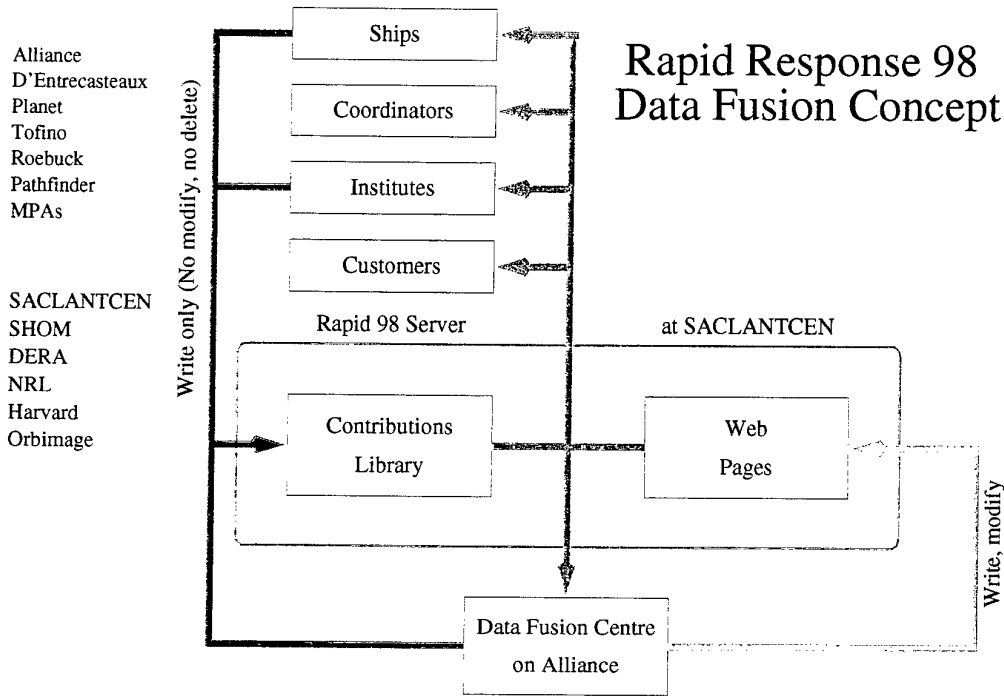 Rapid Response 98
Data Fusion Concept
Alliance
D'Entrecasteaux
Planet
Tofino
Roebuck
Pathfinder
MPAs
SACLANTCEN
SHOM
DERA
NRL
Harvard
Orbimage
Write only (No modify, no delete)
Ships
Coordinators
Institutes
Customers
Rapid 98 Server
at SACLANTCEN
Contributions
Library
Web
Pages
Write, modify
Data Fusion Centre
on Alliance